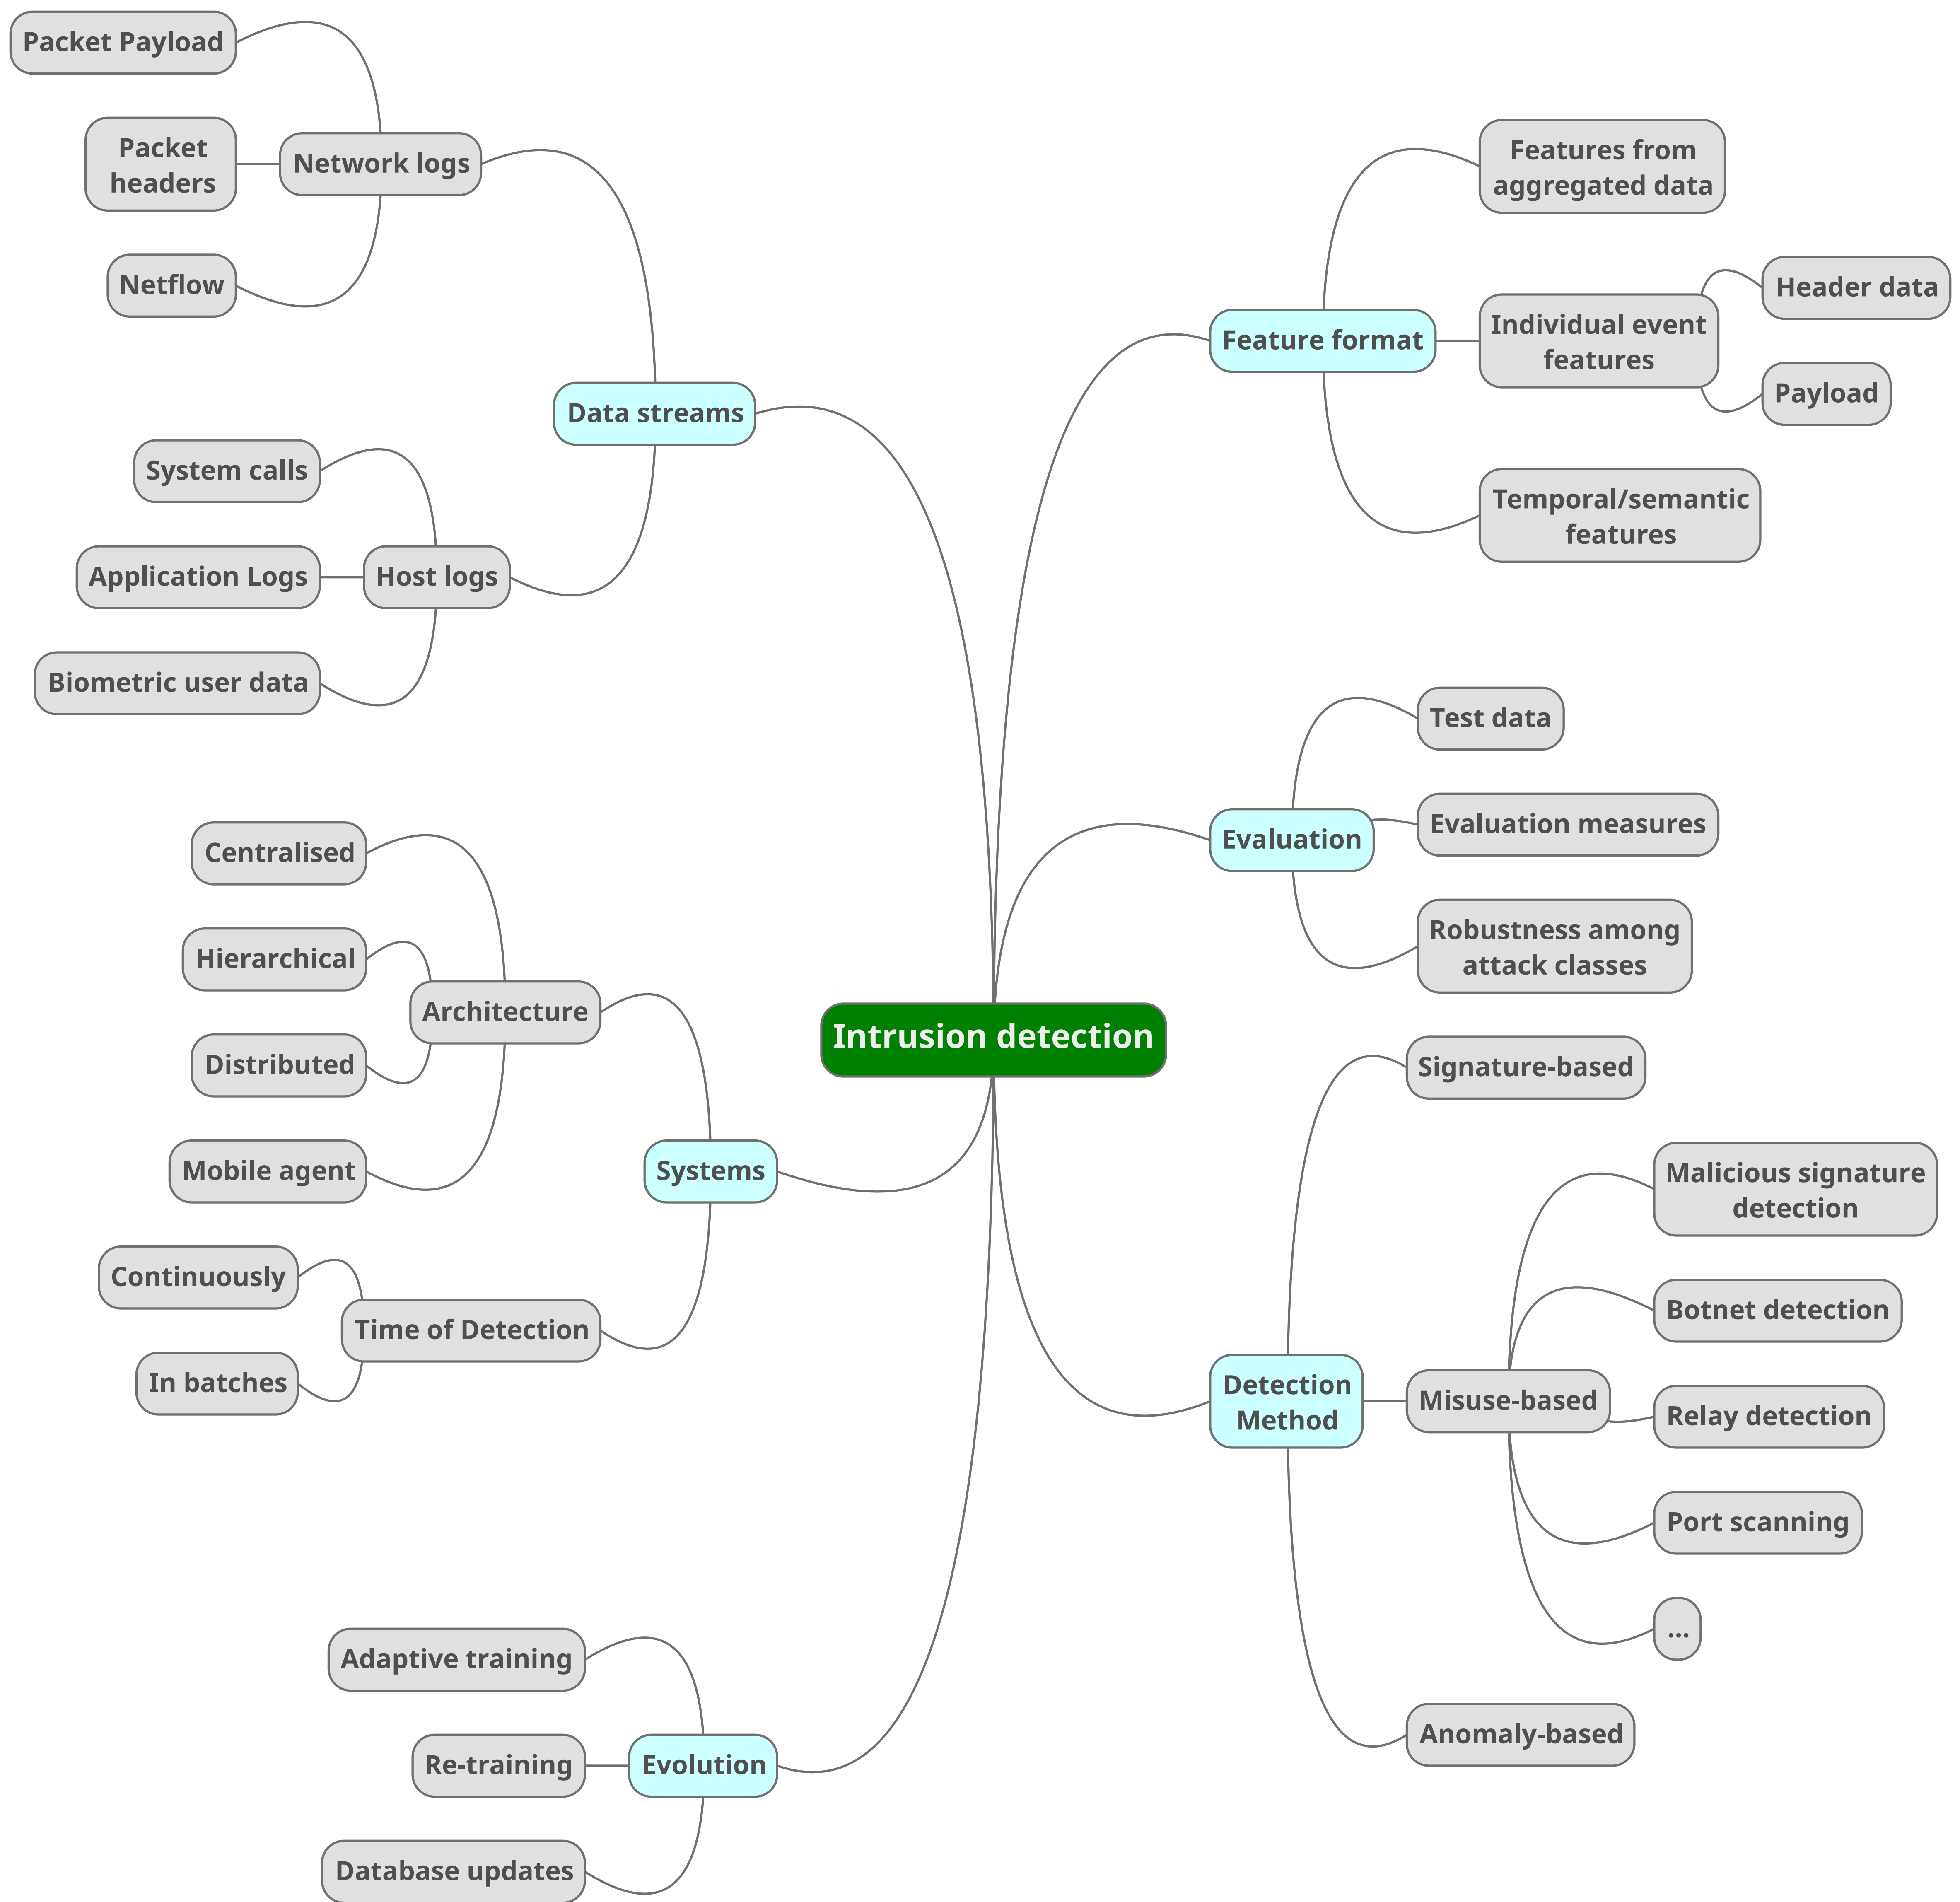 Packet Payload
Packet
headers
Network logs
Netflow
Data streams
System calls
Application Logs
Host logs
Biometric user data
Centralised
Hierarchical
Architecture
Distributed
Mobile agent
Systems
Continuously
Time of Detection
In batches
Adaptive training
Re-training
Evolution
Database updates
Intrusion detection
Features from
aggregated data
Feature format
Individual event
features
Header data
Payload
Temporal/semantic
features
Test data
Evaluation
Evaluation measures
Robustness among
attack classes
Signature-based
Detection
Method
Misuse-based
Malicious signature
detection
Botnet detection
Relay detection
Port scanning
...
Anomaly-based